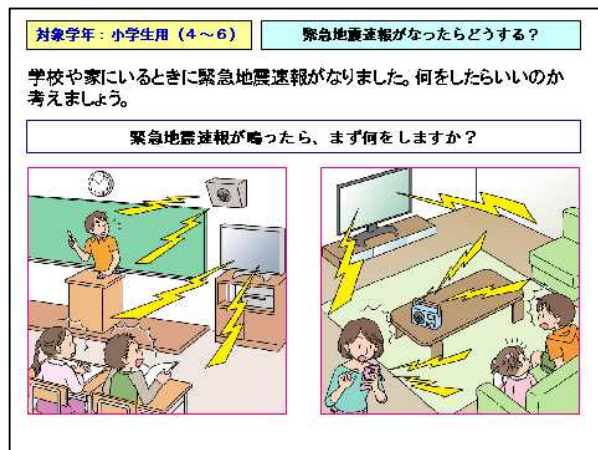 対象学年：小学生用（４～６）
緊急地震速報がなったらどうする？
学校や家にいるときに緊急地震速報がなりました。何をしたらいいのか
考えましょう。
緊急地震速報が鳴ったら、まず何をしますか？